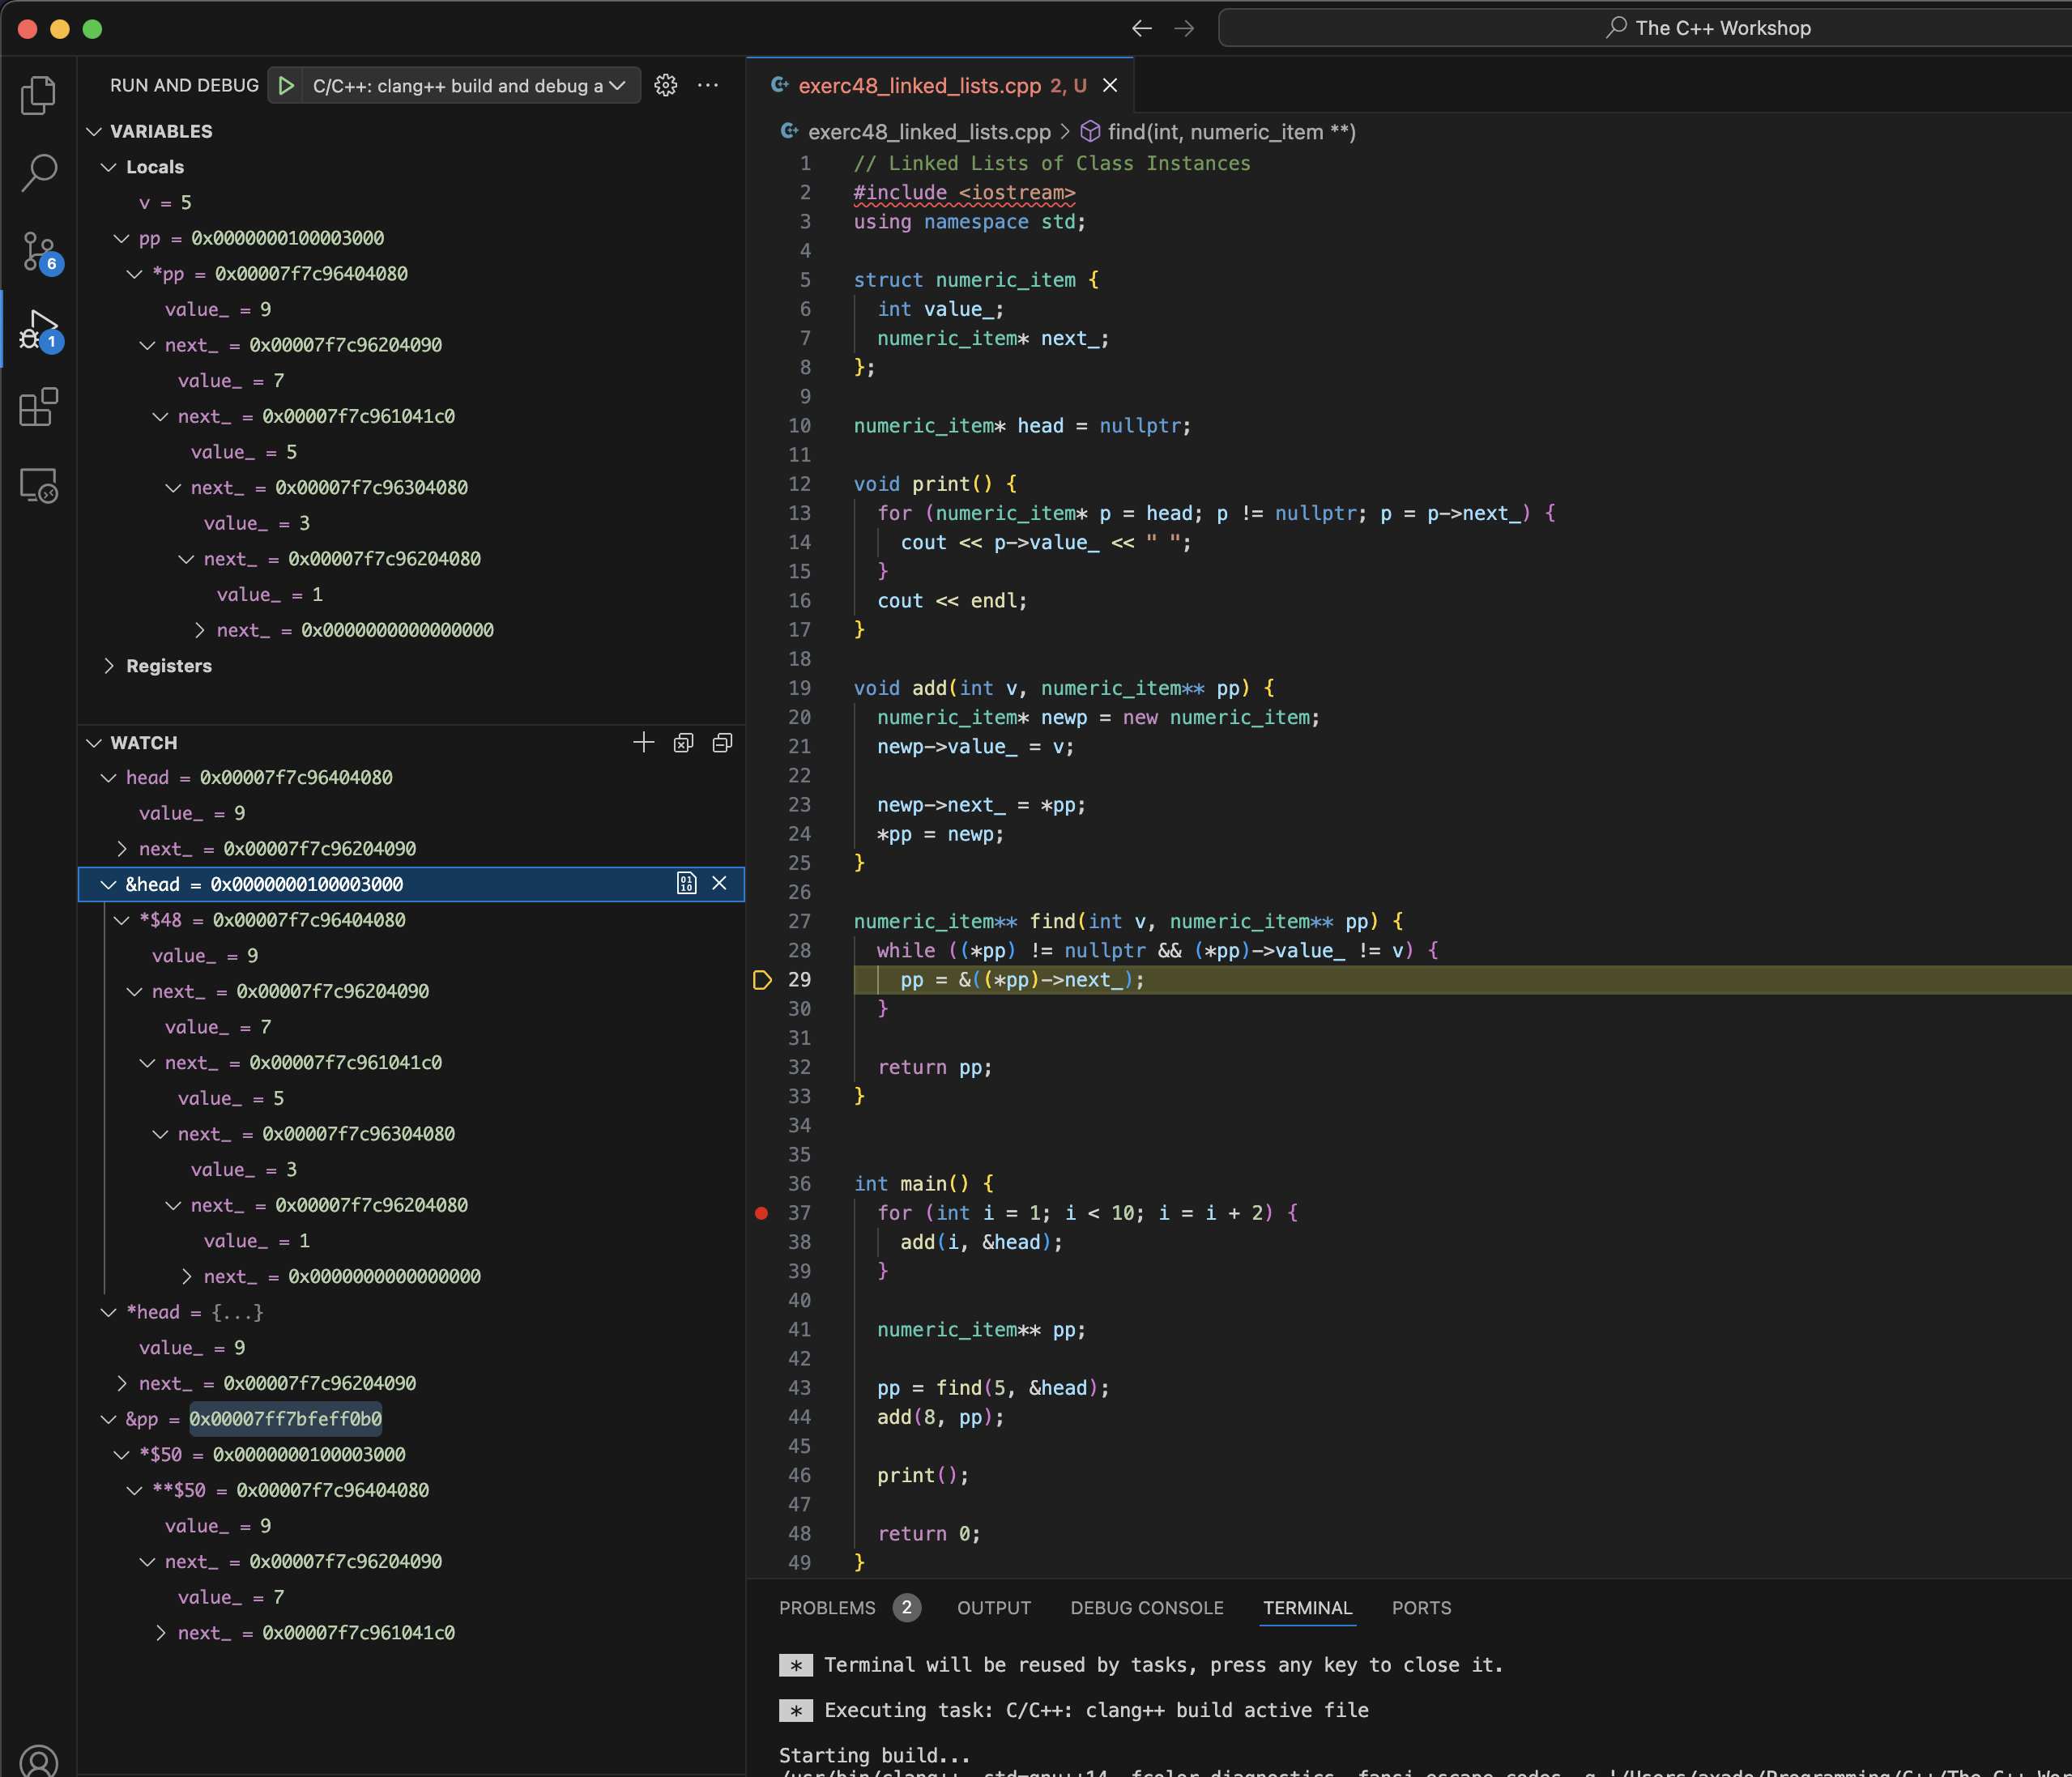 The C++ Workshop
RUN AND DEBUG
C/C++: clang++ build and debug a
VARIABLES
Locals
v = 5
pp = 0x0000000100003000
*pp = 0x00007f7c96404080
value_ = 9
next_ = 0x00007f7c96204090
value_ = 7
next_ = 0x00007f7c961041c0
value_ = 5
next_ = 0x00007f7c96304080
value_ = 3
next_ = 0x00007f7c96204080
value_ = 1
next_ = 0x0000000000000000
Registers
6
1
WATCH
head = 0x00007f7c96404080
value_ = 9
next_ = 0x00007f7c96204090
&head = 0x0000000100003000
*$48 = 0x00007f7c96404080
value_ = 9
next_ = 0x00007f7c96204090
value_ = 7
next_ = 0x00007f7c961041c0
value_ = 5
next_ = 0x00007f7c96304080
value_ = 3
next_ = 0x00007f7c96204080
value_ = 1
next_ = 0x0000000000000000
*head = {...}
value_ = 9
next_ = 0x00007f7c96204090
&pp = 0x00007ff7bfeff0b0
*$50 = 0x0000000100003000
**$50 = 0x00007f7c96404080
value_ = 9
next_ = 0x00007f7c96204090
value_ = 7
next_ = 0x00007f7c961041c0
exerc48_linked_lists.cpp 2, U
exerc48_linked_lists.cpp > find(int, numeric_item **)
1 // Linked Lists of Class Instances
2 #include <iostream>
3 using namespace std;
4
5 struct numeric_item {
6 int value_;
7 numeric_item* next_;
8 };
9
10 numeric_item* head = nullptr;
11
12 void print() {
13 for (numeric_item* p = head; p != nullptr; p = p->next_) {
14 cout << p->value_ << " ";
15 }
16 cout << endl;
17 }
18
19 void add(int v, numeric_item** pp) {
20 numeric_item* newp = new numeric_item;
21 newp->value_ = v;
22
23 newp->next_ = *pp;
24 *pp = newp;
25 }
26
27 numeric_item** find(int v, numeric_item** pp) {
28 while ((*pp) != nullptr && (*pp)->value_ != v) {
29 pp = &((*pp)->next_);
30 }
31
32 return pp;
33 }
34
35
36 int main() {
37 for (int i = 1; i < 10; i = i + 2) {
38 add(i, &head);
39 }
40
41 numeric_item** pp;
42
43 pp = find(5, &head);
44 add(8, pp);
45
46 print();
47
48 return 0;
49 }
PROBLEMS 2 OUTPUT DEBUG CONSOLE TERMINAL PORTS
* Terminal will be reused by tasks, press any key to close it.
* Executing task: C/C++: clang++ build active file
Starting build...